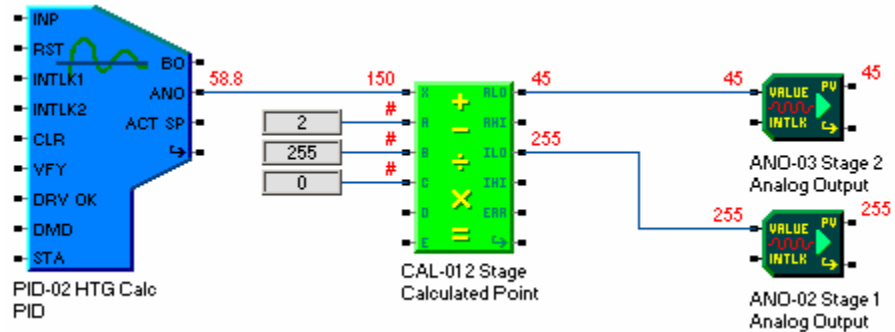 INP
RST
INTLK1
INTLK2
CLR
VFY
DRV OK
DMD
STA
BO
ANO
ACT SP
PID-02 HTG Calc
PID
58.8
150
#
#
#
2
255
0
X
A
B
C
D
E
+
−
÷
×
=
RLO
RHI
ILO
IHI
ERR
CAL-012 Stage
Calculated Point
45
255
45
VALUE
INTLK
PV
45
ANO-03 Stage 2
Analog Output
255
VALUE
INTLK
PV
255
ANO-02 Stage 1
Analog Output